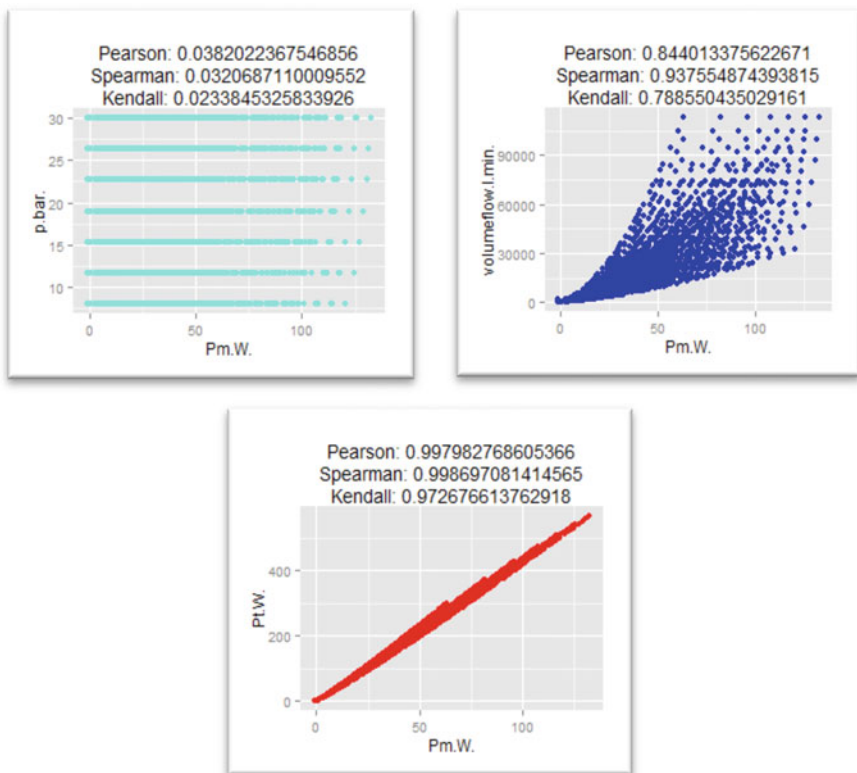 Pearson: 0.0382022367546856
Spearman: 0.0320687110009552
Kendall: 0.0233845325833926
30
25
20
15
10
p.bar.
0
50
100
Pm.W.
Pearson: 0.844013375622671
Spearman: 0.937554874393815
Kendall: 0.788550435029161
90000
60000
30000
0
volumeflow.l.min.
0
50
100
Pm.W.
Pearson: 0.997982768605366
Spearman: 0.998697081414565
Kendall: 0.972676613762918
400
200
0
Pt.W.
0
50
100
Pm.W.